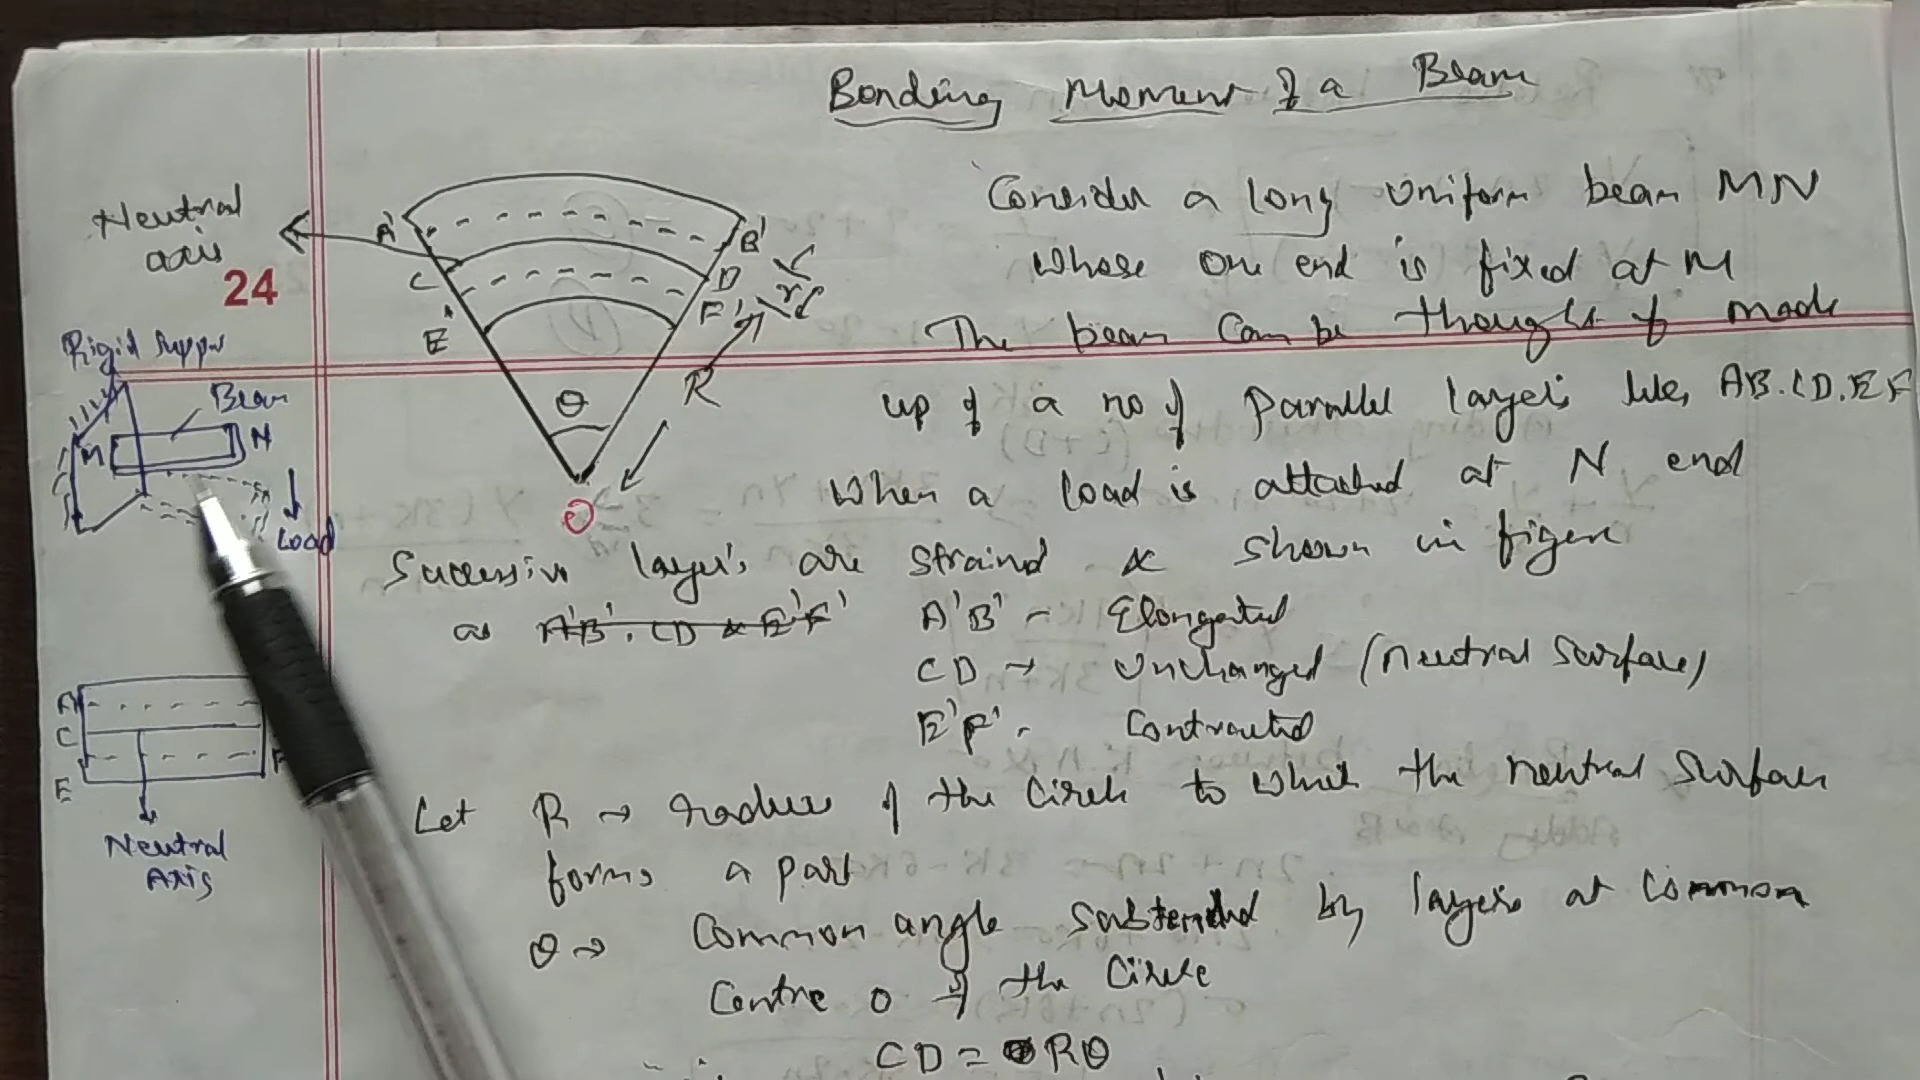 Bending Moment of a Beam
Neutral
axis
24
A' B'
C D
E' F'
r
R
θ
O
Consider a long uniform beam MN
whose one end is fixed at M
The beam can be thought of made
up of a no of parallel layers like, AB. CD. EF
When a load is attached at N end
Successive layers are strained & shown in figure
as A'B'. CD & E'F' A'B' - Elongated
CD → Unchanged (Neutral Surface)
E'F' - Contracted
Let R → radius of the circle to which the neutral surface
forms a part
θ → Common angle subtended by layers at common
Centre O of the circle
CD = Rθ
Rigid
Beam
M N
Load
A
C
E F
Neutral
Axis